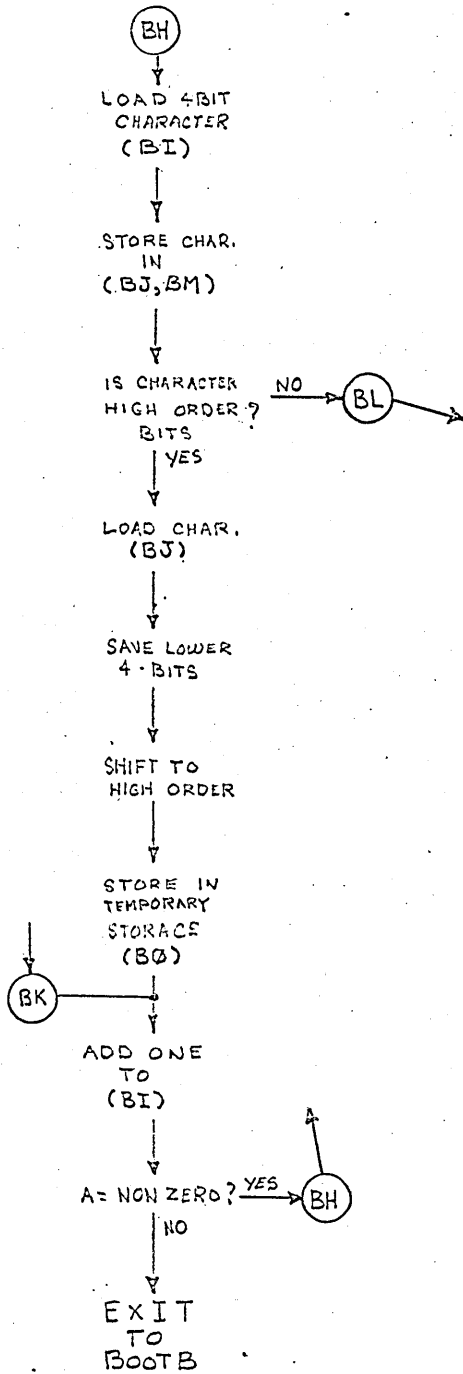 BH
LOAD 4BIT
CHARACTER
(BI)
STORE CHAR.
IN
(BJ, BM)
IS CHARACTER
HIGH ORDER?
BITS
NO
BL
YES
LOAD CHAR.
(BJ)
SAVE LOWER
4-BITS
SHIFT TO
HIGH ORDER
STORE IN
TEMPORARY
STORAGE
(BØ)
BK
ADD ONE
TO
(BI)
A= NON ZERO?
YES
BH
NO
EXIT
TO
BOOTB